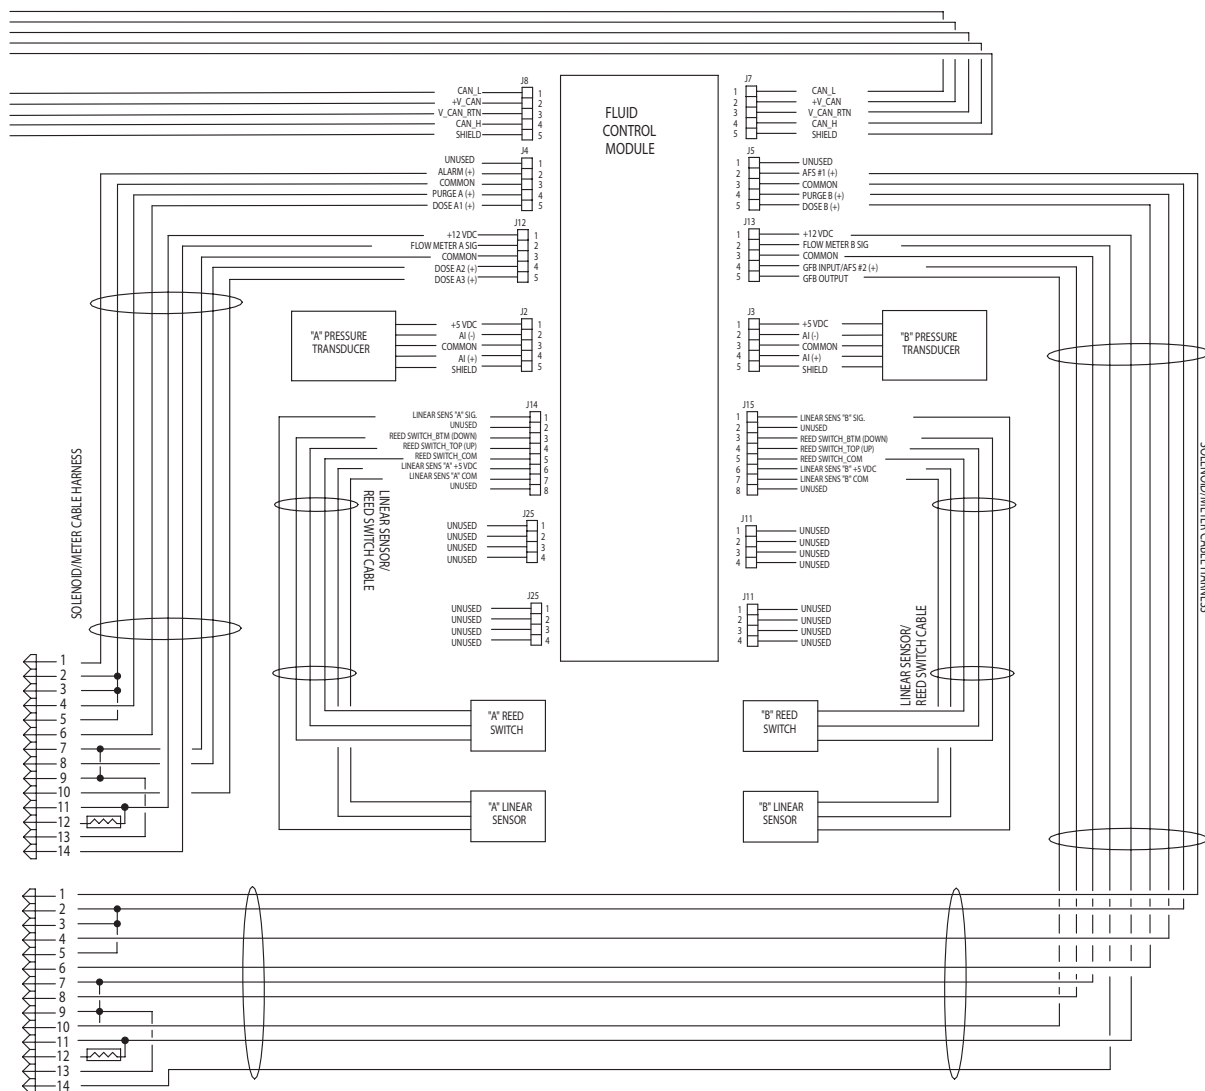 J8
CAN_L 1
+V_CAN 2
V_CAN_RTN 3
CAN_H 4
SHIELD 5
J4
UNUSED 1
ALARM (+) 2
COMMON 3
PURGE A (+) 4
DOSE A1 (+) 5
J12
+12 VDC 1
FLOW METER A SIG 2
COMMON 3
DOSE A2 (+) 4
DOSE A3 (+) 5
"A" PRESSURE
TRANSDUCER
J2
+5 VDC 1
AI (-) 2
COMMON 3
AI (+) 4
SHIELD 5
J14
LINEAR SENS "A" SIG. 1
UNUSED 2
REED SWITCH_BTM (DOWN) 3
REED SWITCH_TOP (UP) 4
REED SWITCH_COM 5
LINEAR SENS "A" +5 VDC 6
LINEAR SENS "A" COM 7
UNUSED 8
J25
UNUSED 1
UNUSED 2
UNUSED 3
UNUSED 4
J25
UNUSED 1
UNUSED 2
UNUSED 3
UNUSED 4
SOLENOID/METER CABLE HARNESS
LINEAR SENSOR/
REED SWITCH CABLE
"A" REED
SWITCH
"A" LINEAR
SENSOR
FLUID
CONTROL
MODULE
J7
1 CAN_L
2 +V_CAN
3 V_CAN_RTN
4 CAN_H
5 SHIELD
J5
1 UNUSED
2 AFS #1 (+)
3 COMMON
4 PURGE B (+)
5 DOSE B (+)
J13
1 +12 VDC
2 FLOW METER B SIG
3 COMMON
4 GFB INPUT/AFS #2 (+)
5 GFB OUTPUT
J3
1 +5 VDC
2 AI (-)
3 COMMON
4 AI (+)
5 SHIELD
"B" PRESSURE
TRANSDUCER
J15
1 LINEAR SENS "B" SIG.
2 UNUSED
3 REED SWITCH_BTM (DOWN)
4 REED SWITCH_TOP (UP)
5 REED SWITCH_COM
6 LINEAR SENS "B" +5 VDC
7 LINEAR SENS "B" COM
8 UNUSED
J11
1 UNUSED
2 UNUSED
3 UNUSED
4 UNUSED
J11
1 UNUSED
2 UNUSED
3 UNUSED
4 UNUSED
LINEAR SENSOR/
REED SWITCH CABLE
"B" REED
SWITCH
"B" LINEAR
SENSOR
SOLENOID/METER CABLE HARNESS
1
2
3
4
5
6
7
8
9
10
11
12
13
14
1
2
3
4
5
6
7
8
9
10
11
12
13
14